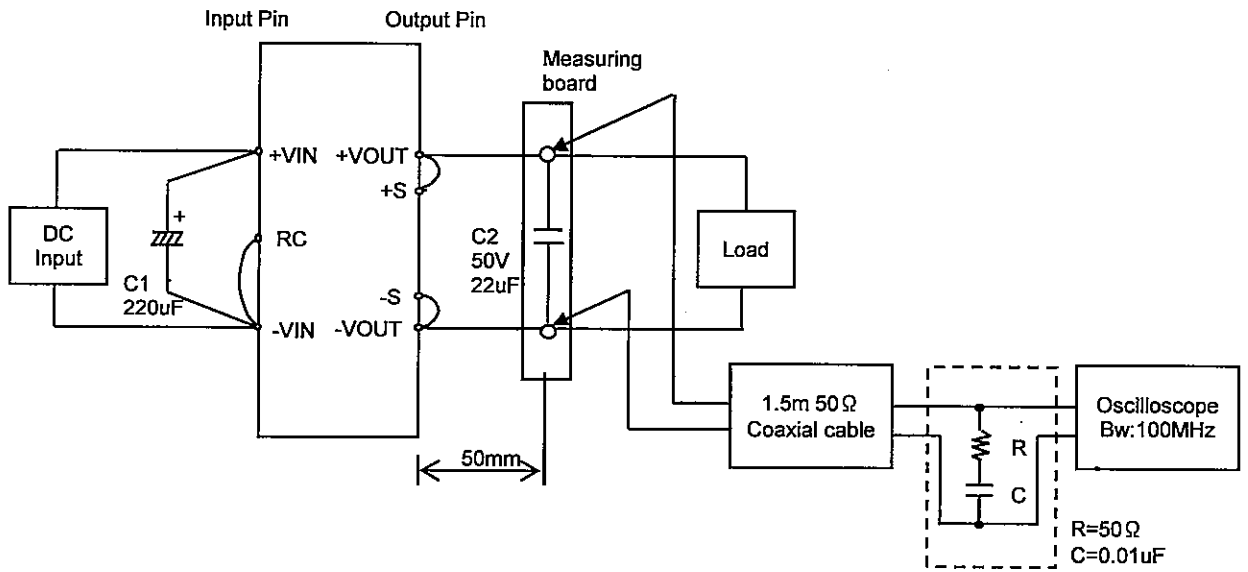 Input Pin
Output Pin
Measuring
board
+VIN
+VOUT
+S
DC
Input
+
C1
220uF
RC
-S
-VIN
-VOUT
C2
50V
22uF
Load
50mm
1.5m 50Ω
Coaxial cable
R
C
Oscilloscope
Bw:100MHz
R=50Ω
C=0.01uF